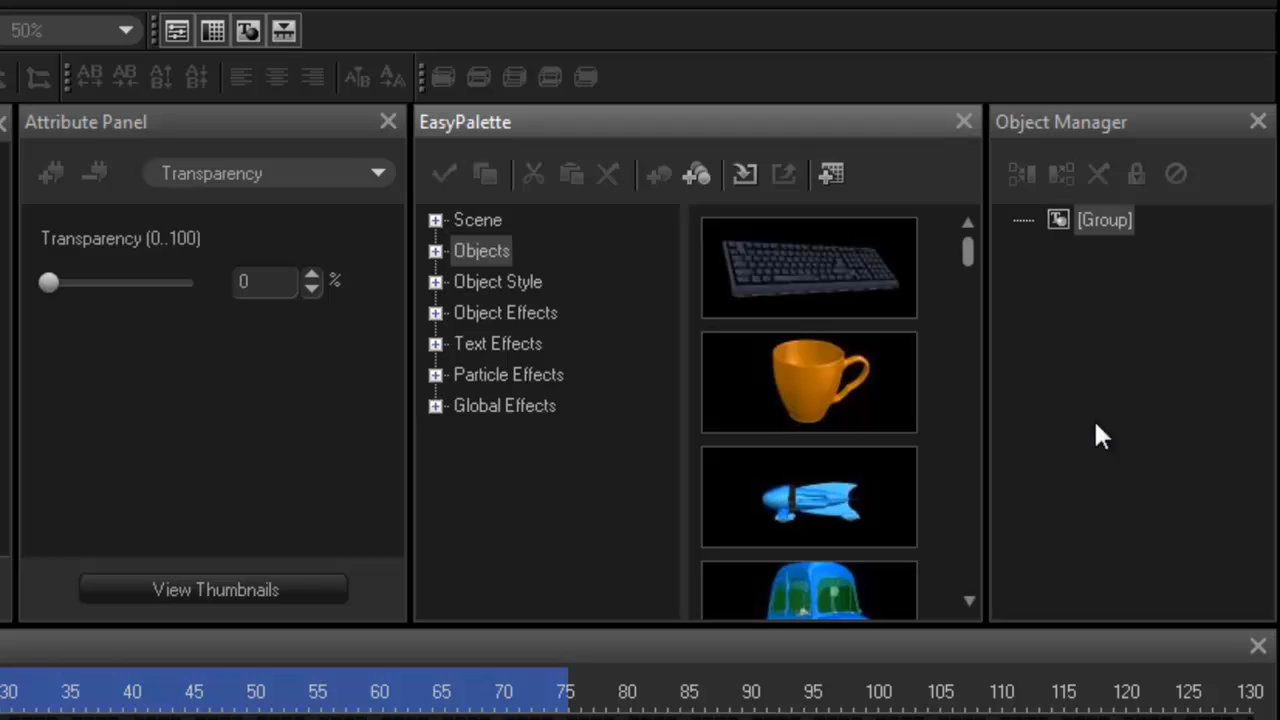 50%
Attribute Panel
EasyPalette
Object Manager
Transparency
Transparency (0..100)
0
%
View Thumbnails
Scene
Objects
Object Style
Object Effects
Text Effects
Particle Effects
Global Effects
[Group]
30 35 40 45 50 55 60 65 70 75 80 85 90 95 100 105 110 115 120 125 130